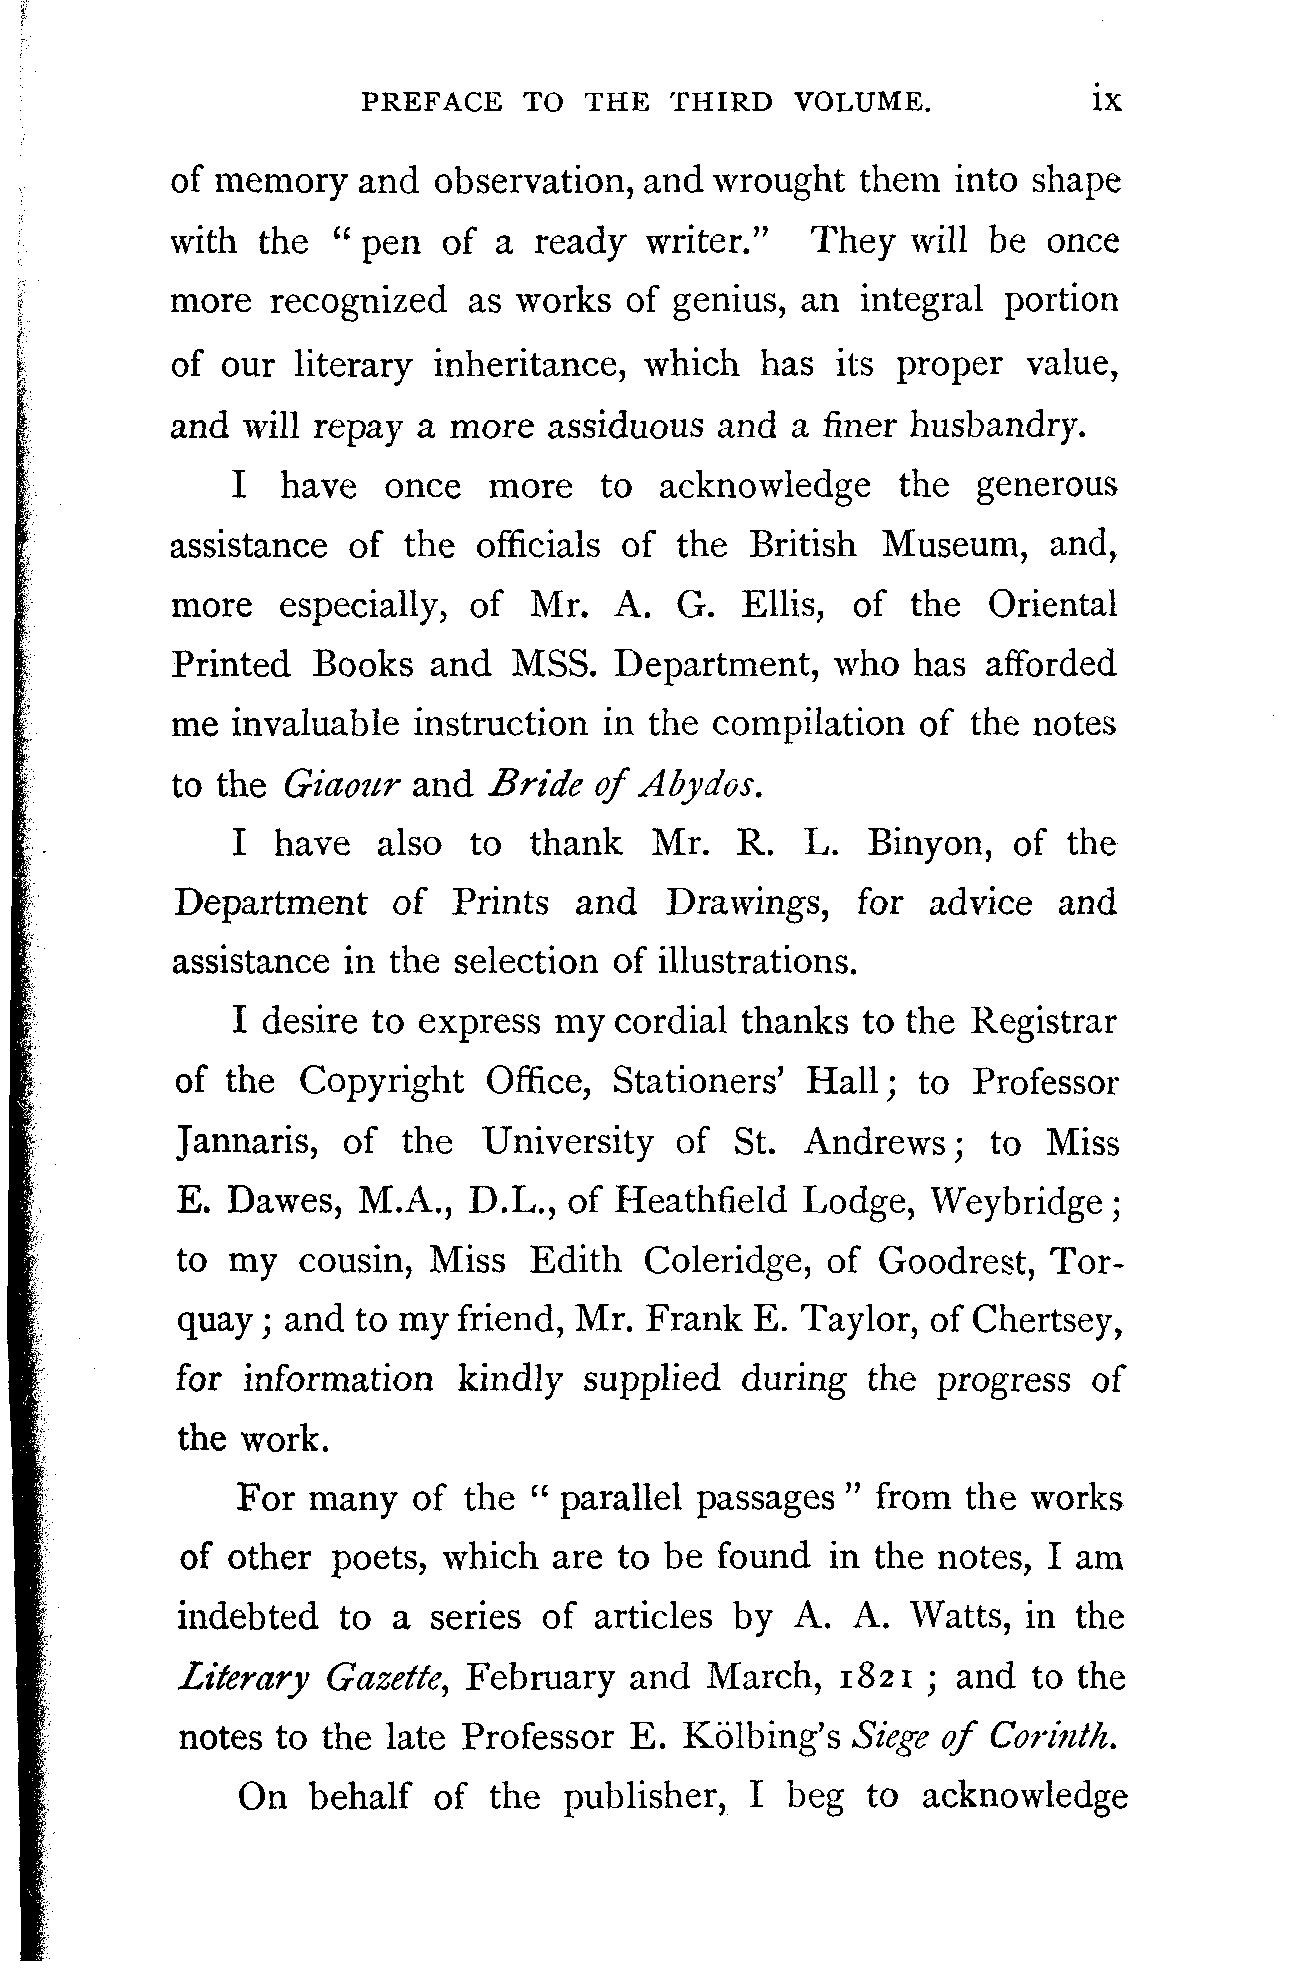 PREFACE TO THE THIRD VOLUME. ix
of memory and observation, and wrought them into shape
with the “ pen of a ready writer.” They will be once
more recognized as works of genius, an integral portion
of our literary inheritance, which has its proper value,
and will repay a more assiduous and a finer husbandry.
I have once more to acknowledge the generous
assistance of the officials of the British Museum, and,
more especially, of Mr. A. G. Ellis, of the Oriental
Printed Books and MSS. Department, who has afforded
me invaluable instruction in the compilation of the notes
to the Giaour and Bride of Abydos.
I have also to thank Mr. R. L. Binyon, of the
Department of Prints and Drawings, for advice and
assistance in the selection of illustrations.
I desire to express my cordial thanks to the Registrar
of the Copyright Office, Stationers’ Hall ; to Professor
Jannaris, of the University of St. Andrews ; to Miss
E. Dawes, M.A., D.L., of Heathfield Lodge, Weybridge ;
to my cousin, Miss Edith Coleridge, of Goodrest, Tor-
quay ; and to my friend, Mr. Frank E. Taylor, of Chertsey,
for information kindly supplied during the progress of
the work.
For many of the “ parallel passages ” from the works
of other poets, which are to be found in the notes, I am
indebted to a series of articles by A. A. Watts, in the
Literary Gazette, February and March, 1821 ; and to the
notes to the late Professor E. Kölbing’s Siege of Corinth.
On behalf of the publisher, I beg to acknowledge